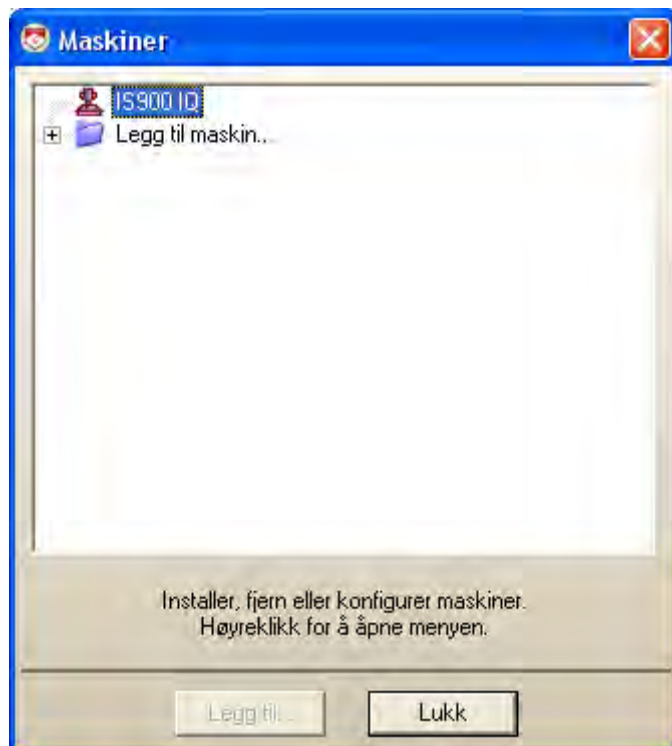 Maskiner
IS900 IQ
Legg til maskin...
Installer, fjern eller konfigurer maskiner.
Høyreklikk for å åpne menyen.
Legg til...
Lukk